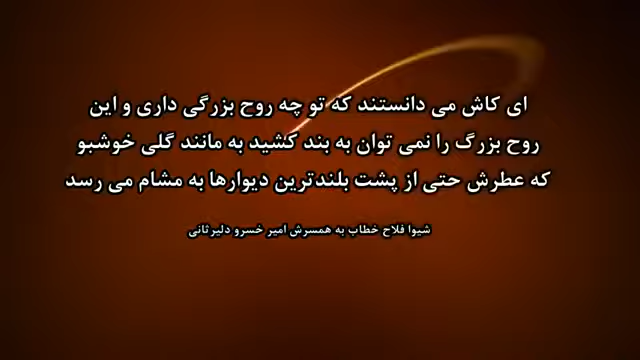 ای کاش می دانستند که تو چه روح بزرگی داری و این
روح بزرگ را نمی توان به بند کشید به مانند گلی خوشبو
که عطرش حتی از پشت بلندترین دیوارها به مشام می رسد
شیوا فلاح خطاب به همسرش امیر خسرو دلیرثانی